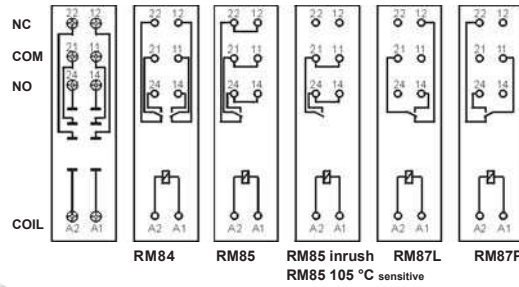 NC 22 12 22 12 22 12 22 12 22 12 22 12
COM 21 11 21 11 21 11 21 11 21 11 21 11
NO 24 14 24 14 24 14 24 14 24 14 24 14
COIL A2 A1 A2 A1 A2 A1 A2 A1 A2 A1 A2 A1
RM84 RM85 RM85 inrush RM87L RM87P
RM85 105 °C sensitive